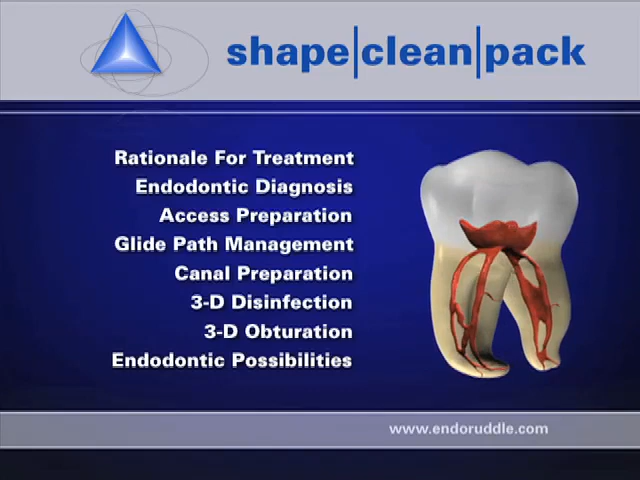 shape|clean|pack
Rationale For Treatment
Endodontic Diagnosis
Access Preparation
Glide Path Management
Canal Preparation
3-D Disinfection
3-D Obturation
Endodontic Possibilities
www.endoruddle.com